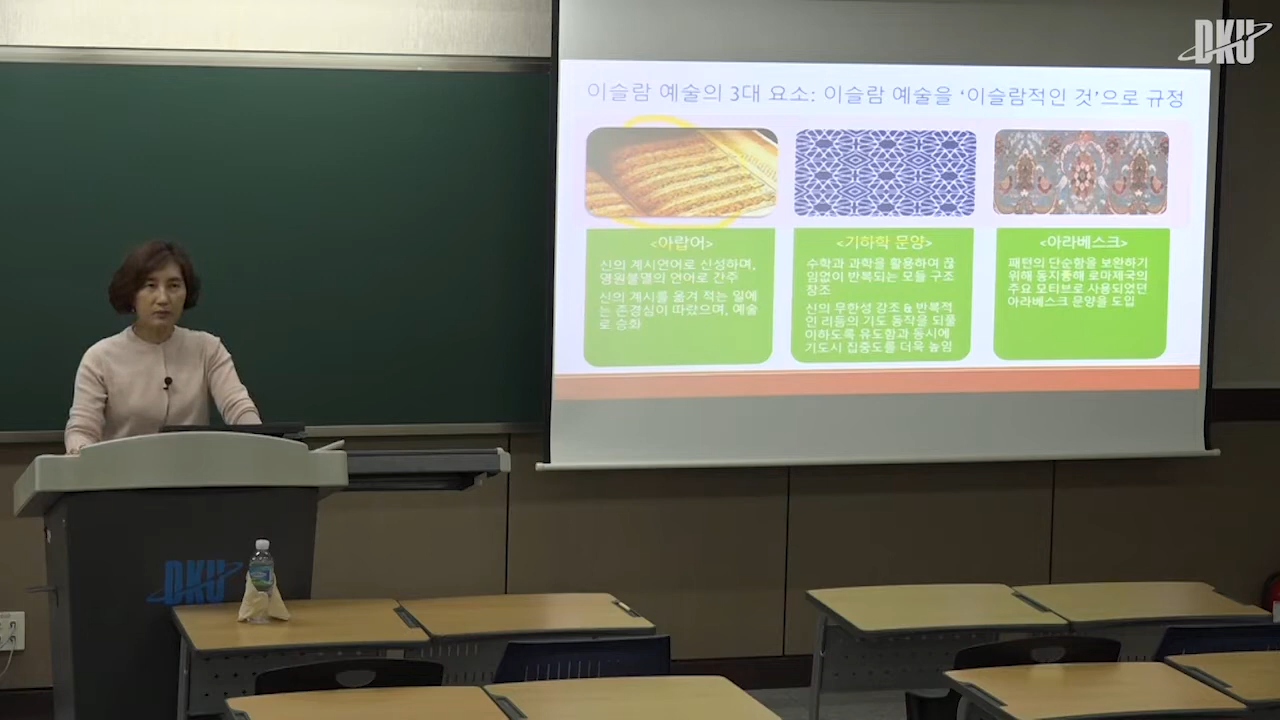 DKU
이슬람 예술의 3대 요소: 이슬람 예술을 ‘이슬람적인 것’으로 규정
<아랍어>
신의 계시언어로 신성하며,
영원불멸의 언어로 간주
신의 계시를 옮겨 적는 일에
는 존경심이 따랐으며, 예술
로 승화
<기하학 문양>
수학과 과학을 활용하여 끊
임없이 반복되는 모듈 구조
창조
신의 무한성 강조 & 반복적
인 리듬의 기도 동작을 되풀
이하도록 유도함과 동시에
기도시 집중도를 더욱 높임
<아라베스크>
패턴의 단순함을 보완하기
위해 동지중해 로마제국의
주요 모티브로 사용되었던
아라베스크 문양을 도입
DKU